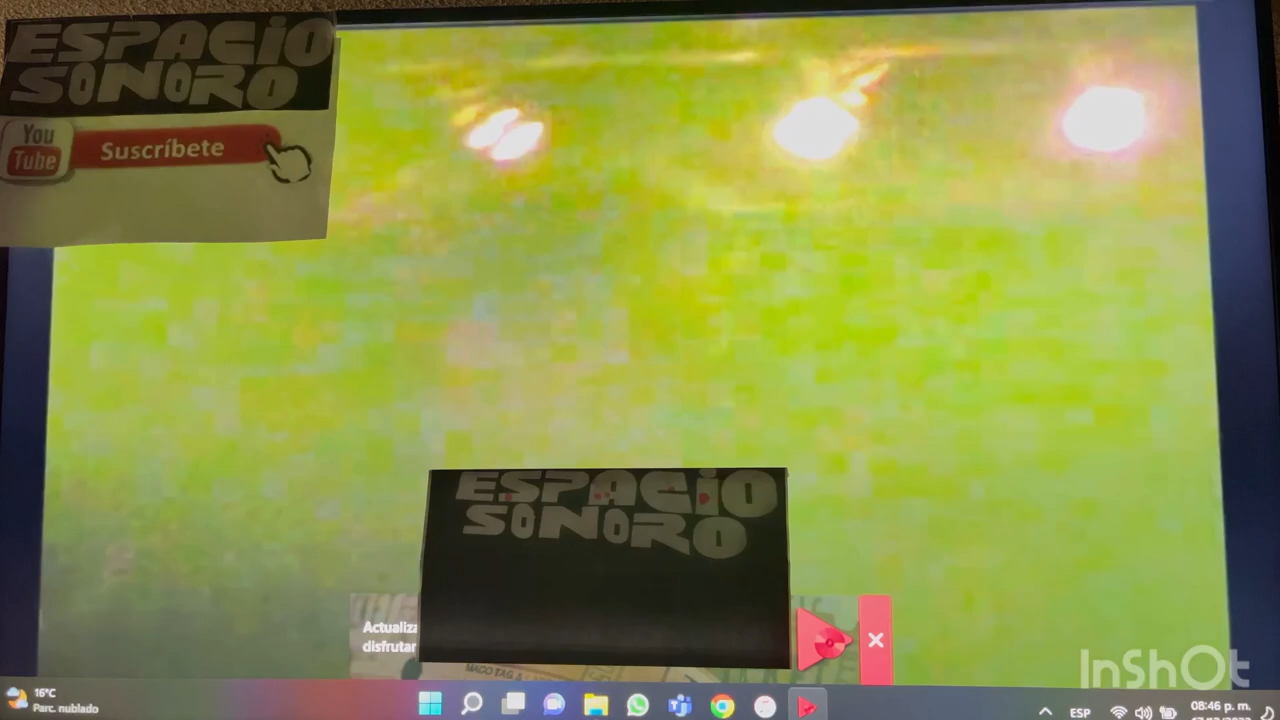 ESPACIO
SONORO
You
Tube
Suscríbete
ESPACIO
SONORO
Actualiza
disfrutar
16°C
Parc. nublado
ESP
08:46 p. m.
InShOt